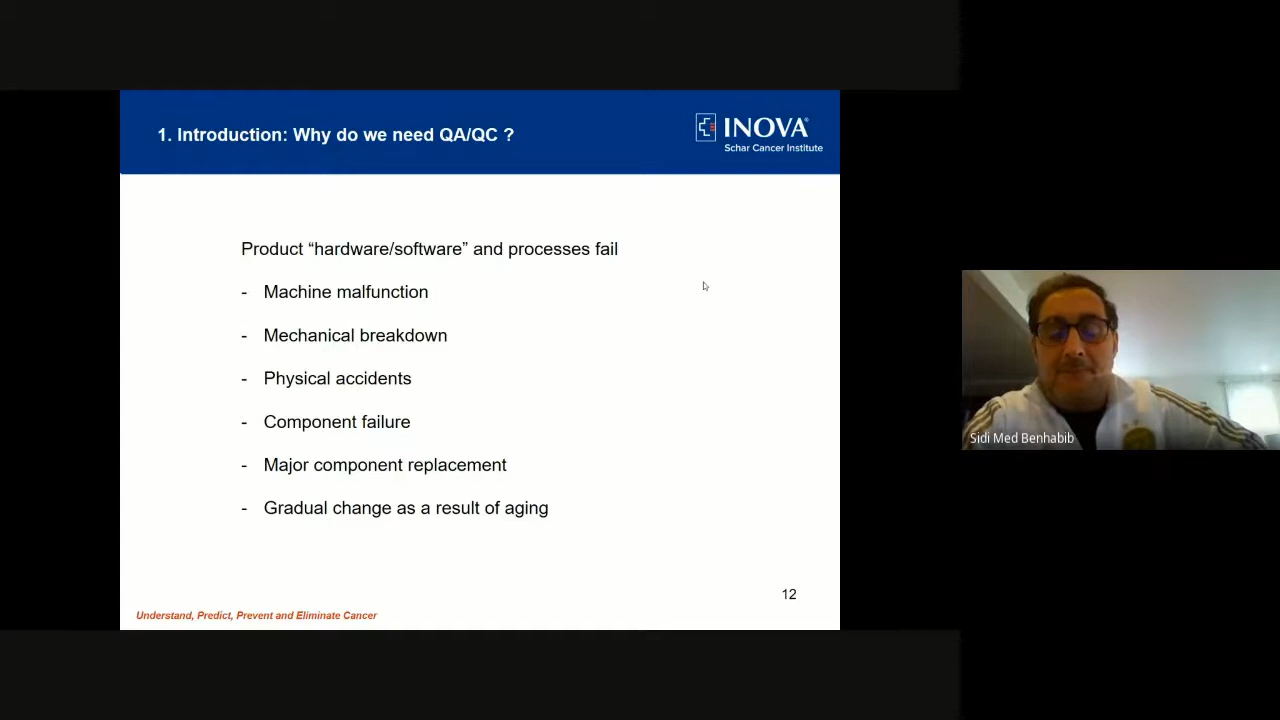 1. Introduction: Why do we need QA/QC ?
INOVA®
Schar Cancer Institute
Product “hardware/software” and processes fail
- Machine malfunction
- Mechanical breakdown
- Physical accidents
- Component failure
- Major component replacement
- Gradual change as a result of aging
12
Understand, Predict, Prevent and Eliminate Cancer
Sidi Med Benhabib